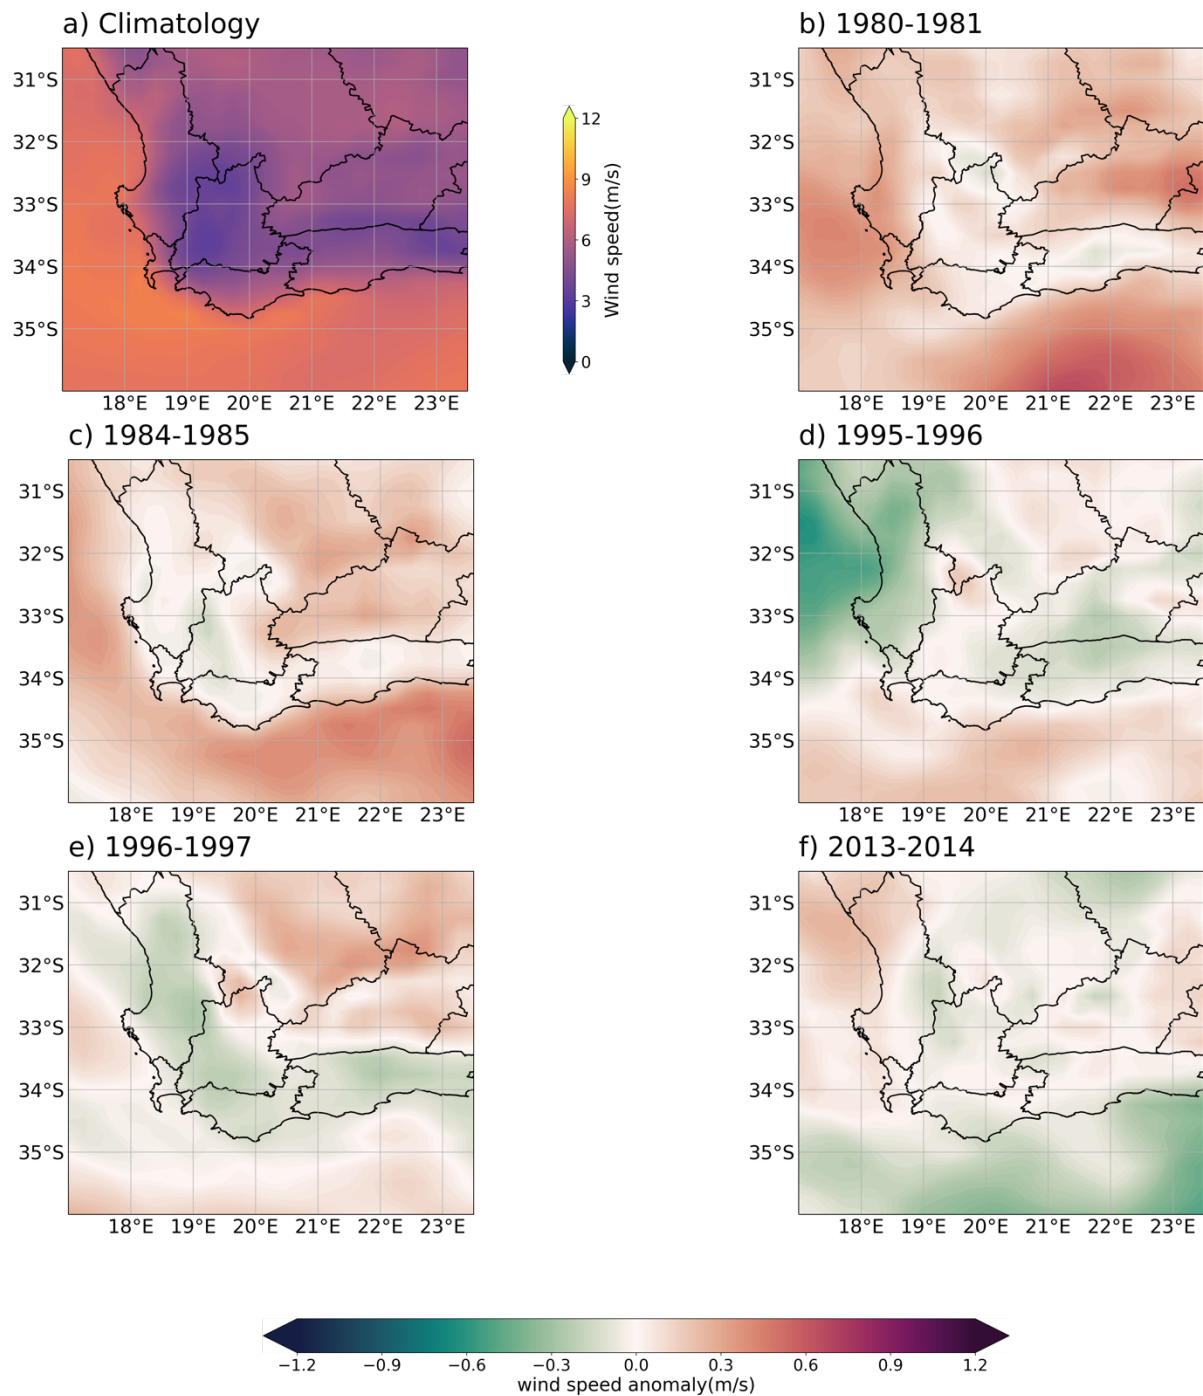 a) Climatology
b) 1980-1981
31°S
32°S
33°S
34°S
35°S
18°E 19°E 20°E 21°E 22°E 23°E
12
9
6
3
0
Wind speed(m/s)
31°S
32°S
33°S
34°S
35°S
18°E 19°E 20°E 21°E 22°E 23°E
c) 1984-1985
d) 1995-1996
31°S
32°S
33°S
34°S
35°S
18°E 19°E 20°E 21°E 22°E 23°E
31°S
32°S
33°S
34°S
35°S
18°E 19°E 20°E 21°E 22°E 23°E
e) 1996-1997
f) 2013-2014
31°S
32°S
33°S
34°S
35°S
18°E 19°E 20°E 21°E 22°E 23°E
31°S
32°S
33°S
34°S
35°S
18°E 19°E 20°E 21°E 22°E 23°E
−1.2 −0.9 −0.6 −0.3 0.0 0.3 0.6 0.9 1.2
wind speed anomaly(m/s)